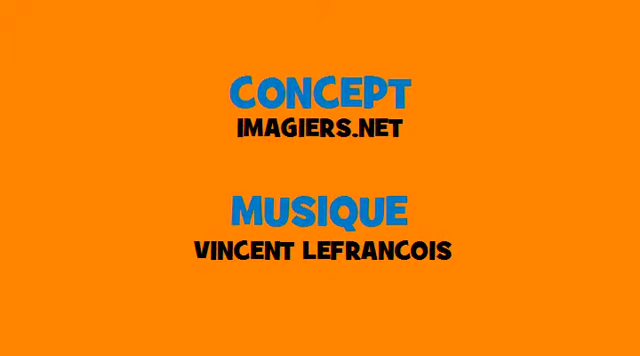 CONCEPT
IMAGIERS.NET
MUSIQUE
VINCENT LEFRANCOIS